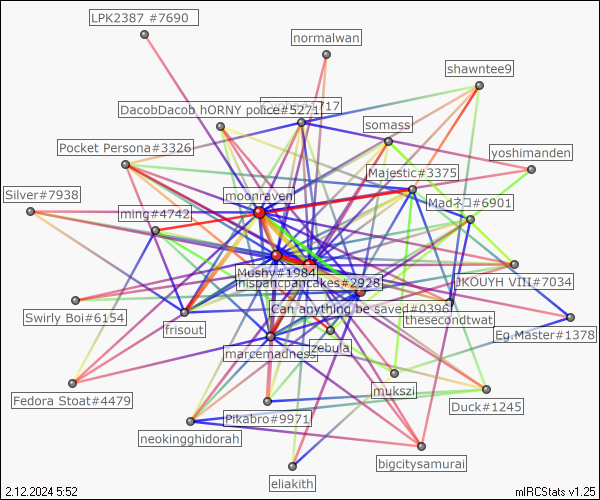 LPK2387 #7690
normalwan
shawntee9
DacobDacob hORNY police#5271
717
somass
Pocket Persona#3326
yoshimanden
Majestic#3375
Silver#7938
moonraven
Madネコ#6901
ming#4742
Mushy#1984
hispanicpancakes#2928
JKOUYH VIII#7034
Can anything be saved#0396
Swirly Boi#6154
thesecondtwat
frisout
Eg.Master#1378
marcemadness
zebula
mukszi
Fedora Stoat#4479
Duck#1245
Pikabro#9971
neokingghidorah
bigcitysamurai
eliakith
2.12.2024 5:52
mIRCStats v1.25